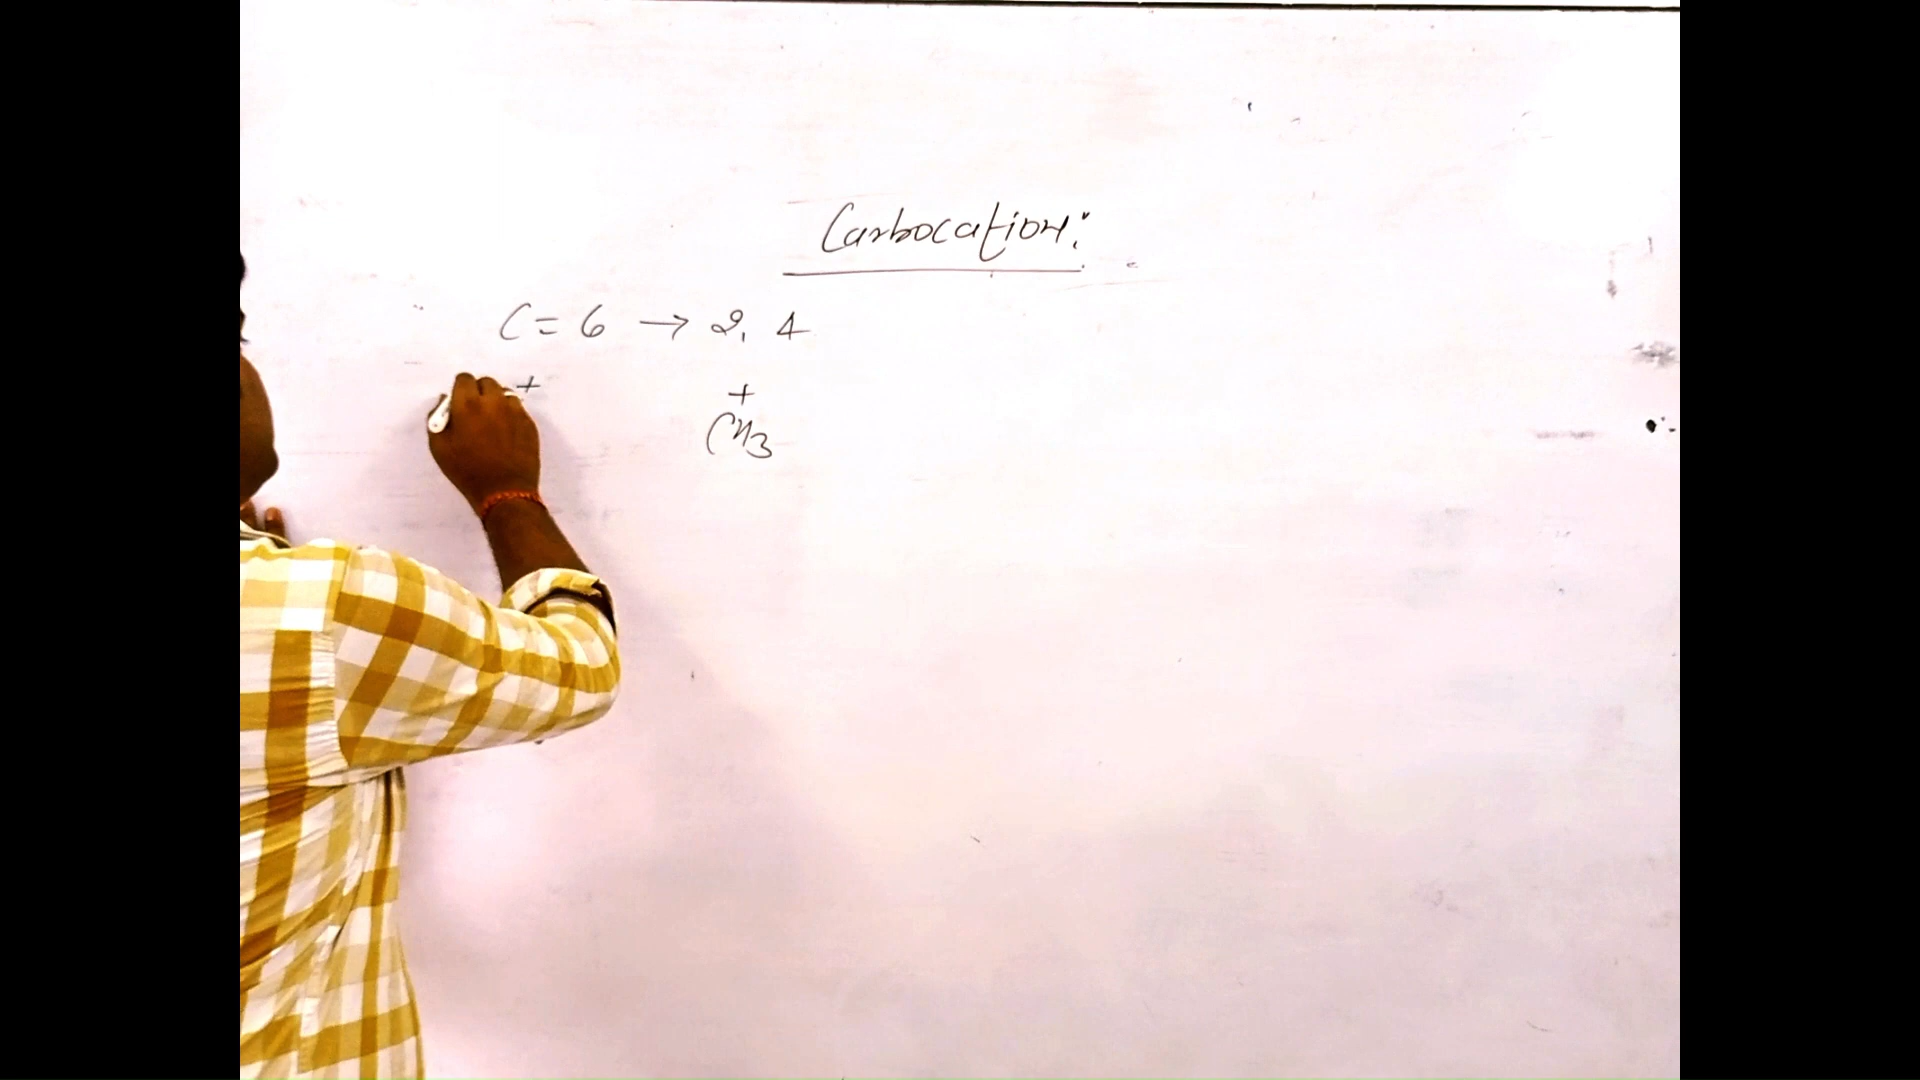 Carbocation:
C = 6 → 2, 4
+ +
CH3